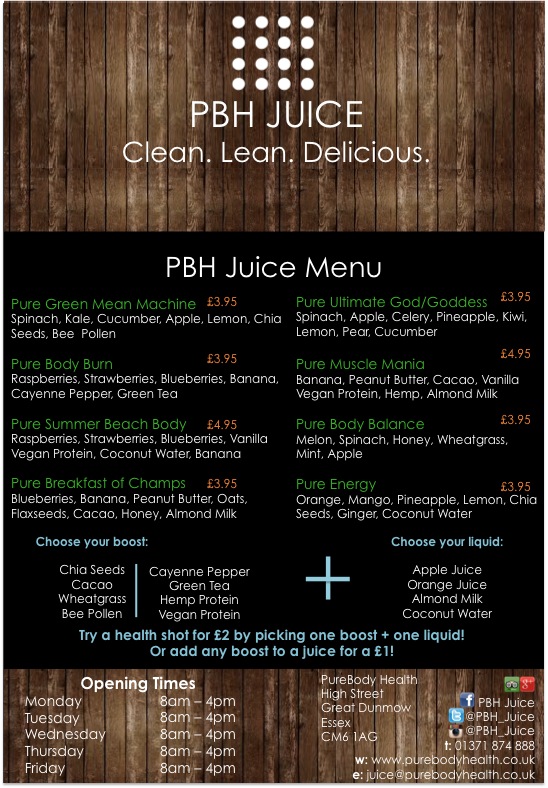 PBH JUICE
Clean. Lean. Delicious.
PBH Juice Menu
Pure Green Mean Machine £3.95
Spinach, Kale, Cucumber, Apple, Lemon, Chia
Seeds, Bee Pollen
Pure Body Burn £3.95
Raspberries, Strawberries, Blueberries, Banana,
Cayenne Pepper, Green Tea
Pure Summer Beach Body £4.95
Raspberries, Strawberries, Blueberries, Vanilla
Vegan Protein, Coconut Water, Banana
Pure Breakfast of Champs £3.95
Blueberries, Banana, Peanut Butter, Oats,
Flaxseeds, Cacao, Honey, Almond Milk
Pure Ultimate God/Goddess £3.95
Spinach, Apple, Celery, Pineapple, Kiwi,
Lemon, Pear, Cucumber
Pure Muscle Mania £4.95
Banana, Peanut Butter, Cacao, Vanilla
Vegan Protein, Hemp, Almond Milk
Pure Body Balance £3.95
Melon, Spinach, Honey, Wheatgrass,
Mint, Apple
Pure Energy £3.95
Orange, Mango, Pineapple, Lemon, Chia
Seeds, Ginger, Coconut Water
Choose your boost:
Chia Seeds
Cacao
Wheatgrass
Bee Pollen
Cayenne Pepper
Green Tea
Hemp Protein
Vegan Protein
+
Choose your liquid:
Apple Juice
Orange Juice
Almond Milk
Coconut Water
Try a health shot for £2 by picking one boost + one liquid!
Or add any boost to a juice for a £1!
Opening Times
Monday 8am – 4pm
Tuesday 8am – 4pm
Wednesday 8am – 4pm
Thursday 8am – 4pm
Friday 8am – 4pm
PureBody Health
High Street
Great Dunmow
Essex
CM6 1AG
PBH Juice
@PBH_Juice
@PBH_Juice
t: 01371 874 888
w: www.purebodyhealth.co.uk
e: juice@purebodyhealth.co.uk